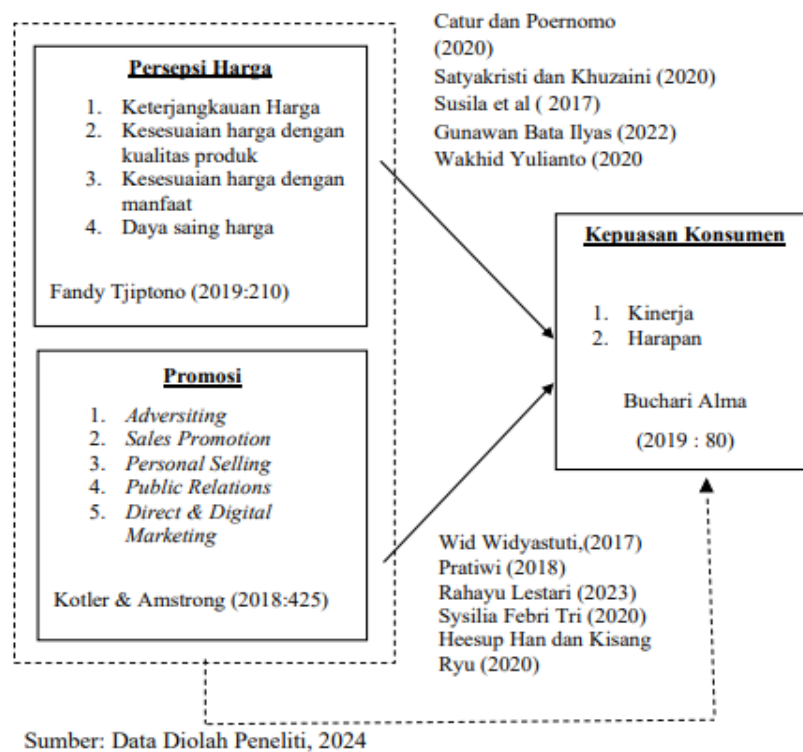 Persepsi Harga
1. Keterjangkauan Harga
2. Kesesuaian harga dengan
kualitas produk
3. Kesesuaian harga dengan
manfaat
4. Daya saing harga
Fandy Tjiptono (2019:210)
Catur dan Poernomo
(2020)
Satyakristi dan Khuzaini (2020)
Susila et al ( 2017)
Gunawan Bata Ilyas (2022)
Wakhid Yulianto (2020
Kepuasan Konsumen
1. Kinerja
2. Harapan
Buchari Alma
(2019 : 80)
Promosi
1. Adversiting
2. Sales Promotion
3. Personal Selling
4. Public Relations
5. Direct & Digital
Marketing
Kotler & Amstrong (2018:425)
Wid Widyastuti,(2017)
Pratiwi (2018)
Rahayu Lestari (2023)
Sysilia Febri Tri (2020)
Heesup Han dan Kisang
Ryu (2020)
Sumber: Data Diolah Peneliti, 2024